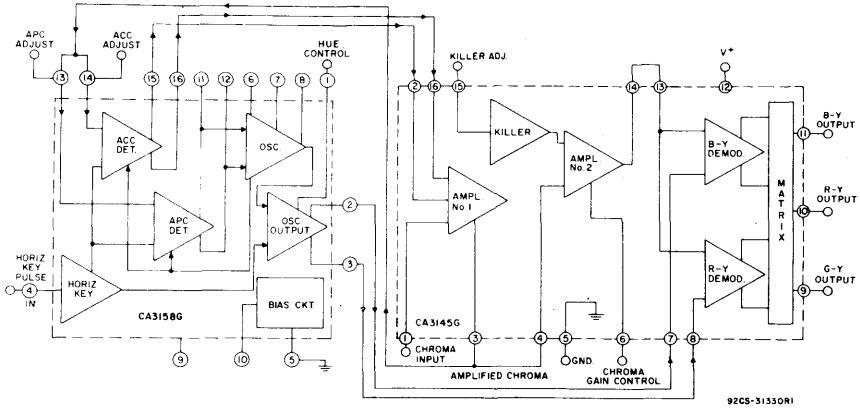 APC
ADJUST
ACC
ADJUST
HUE
CONTROL
KILLER ADJ.
V+
13
14
15
16
11
12
6
7
8
1
2
16
15
14
13
12
ACC
DET.
OSC.
APC
DET.
OSC
OUTPUT
2
3
HORIZ
KEY
PULSE
4
IN
HORIZ
KEY
BIAS CKT.
CA3158G
9
10
5
KILLER
AMPL
No.1
AMPL
No.2
B-Y
DEMOD.
R-Y
DEMOD.
MATRIX
11
B-Y
OUTPUT
10
R-Y
OUTPUT
9
G-Y
OUTPUT
CA3145G
1
3
4
5
6
7
8
CHROMA
INPUT
AMPLIFIED CHROMA
GND.
CHROMA
GAIN CONTROL
92CS-31330R1